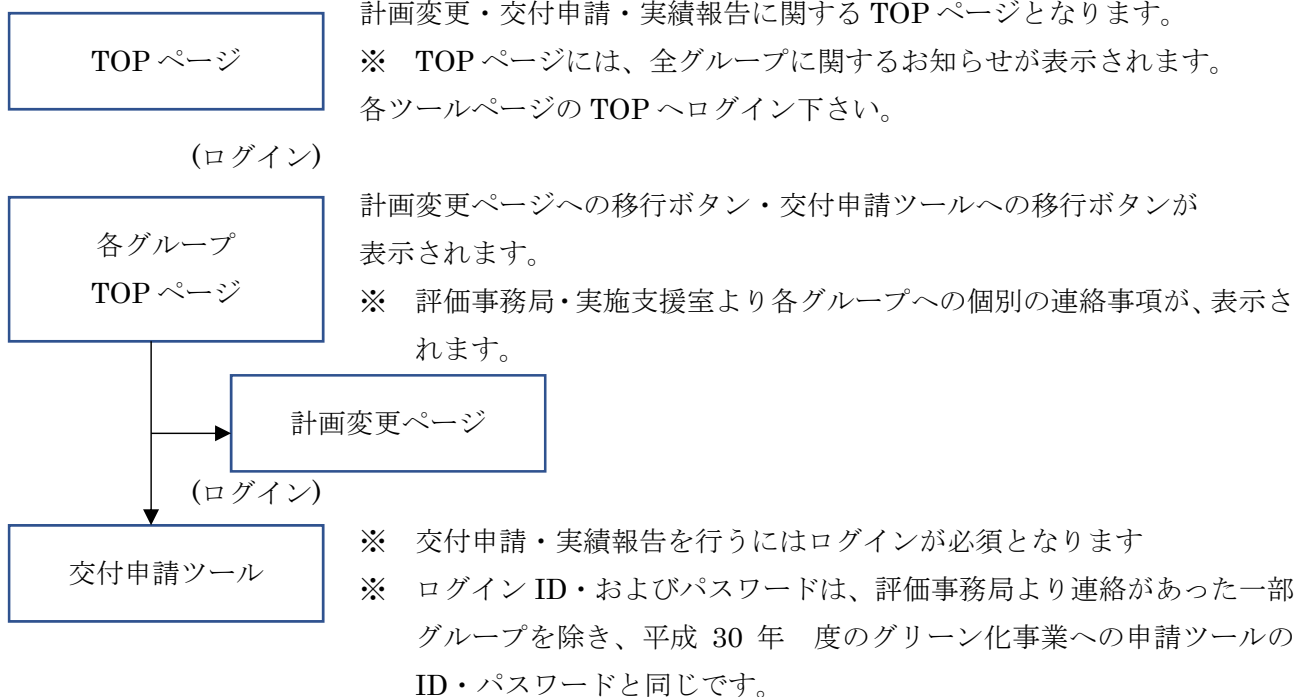 計画変更・交付申請・実績報告に関する TOP ページとなります。
TOP ページ
※ TOP ページには、全グループに関するお知らせが表示されます。
各ツールページの TOP へログイン下さい。
(ログイン)
計画変更ページへの移行ボタン・交付申請ツールへの移行ボタンが
表示されます。
各グループ
TOP ページ
※ 評価事務局・実施支援室より各グループへの個別の連絡事項が、表示さ
れます。
計画変更ページ
(ログイン)
交付申請ツール
※ 交付申請・実績報告を行うにはログインが必須となります
※ ログイン ID・およびパスワードは、評価事務局より連絡があった一部
グループを除き、平成 30 年 度のグリーン化事業への申請ツールの
ID・パスワードと同じです。